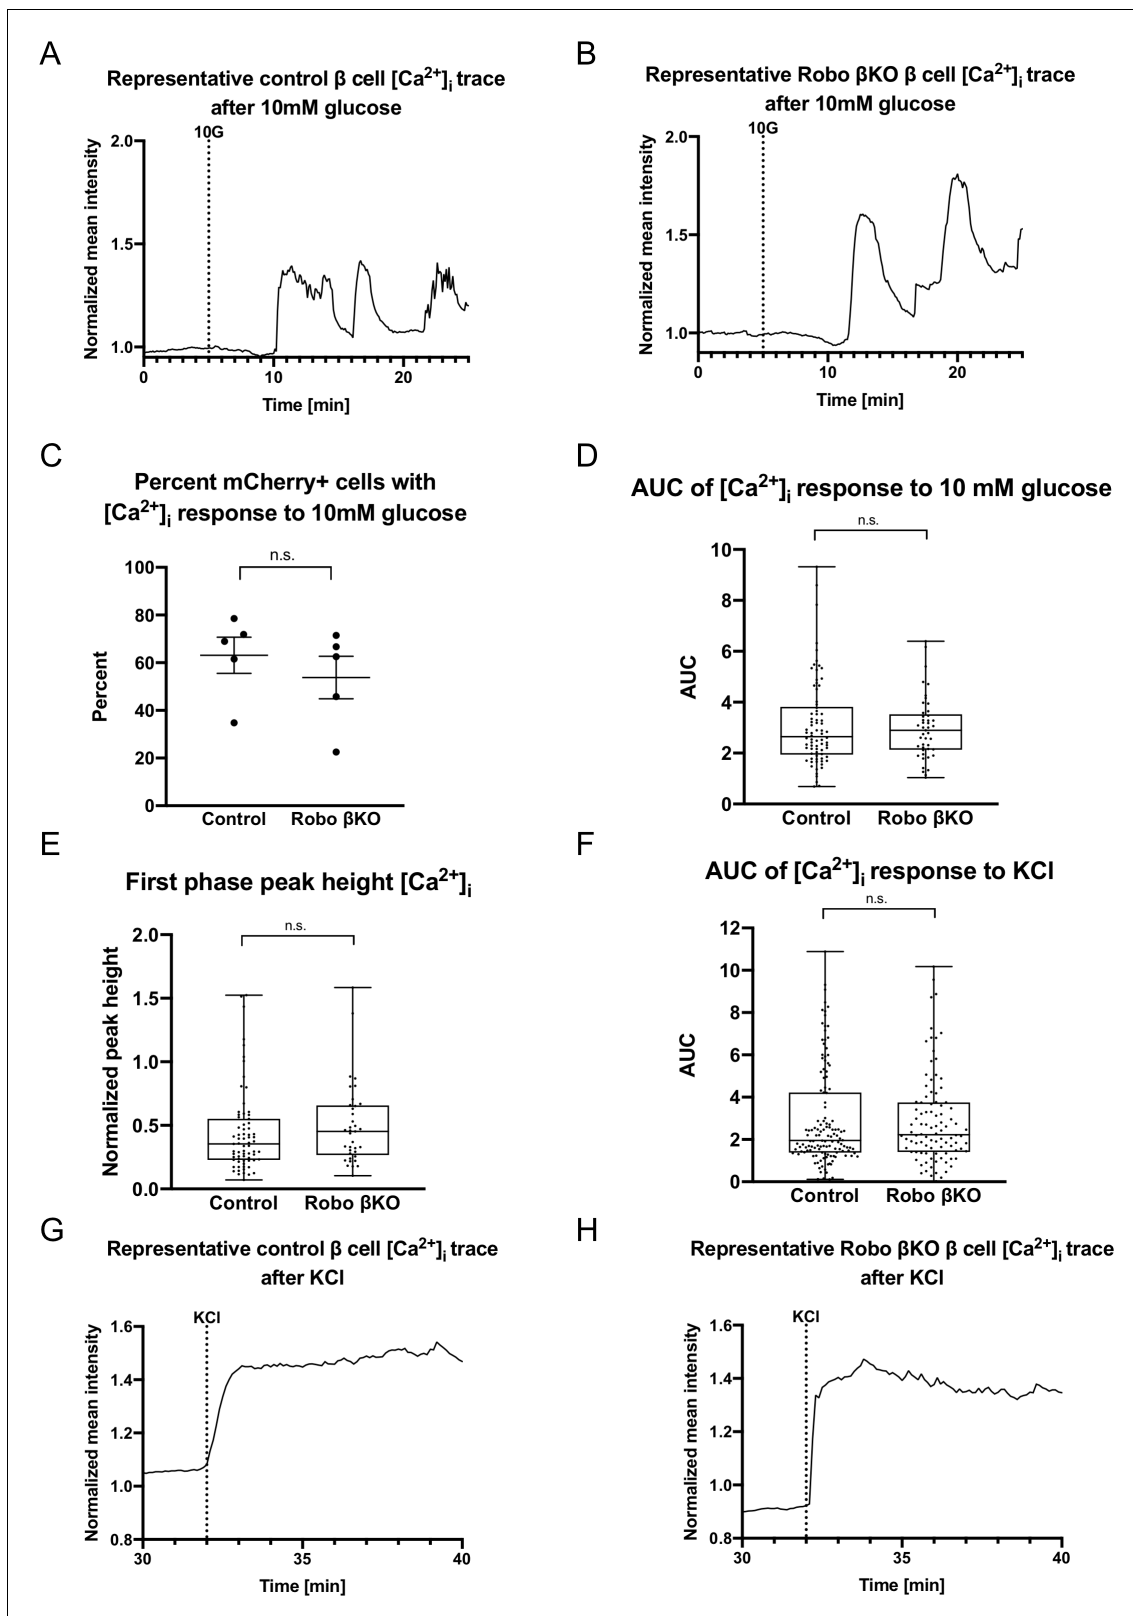 A
Representative control β cell [Ca2+]i trace
after 10mM glucose
10G
Normalized mean intensity
2.0
1.5
1.0
0 10 20
Time [min]
B
Representative Robo βKO β cell [Ca2+]i trace
after 10mM glucose
10G
Normalized mean intensity
2.0
1.5
1.0
0 10 20
Time [min]
C
Percent mCherry+ cells with
[Ca2+]i response to 10mM glucose
n.s.
Percent
100
80
60
40
20
0
Control Robo βKO
D
AUC of [Ca2+]i response to 10 mM glucose
n.s.
AUC
10
8
6
4
2
0
Control Robo βKO
E
First phase peak height [Ca2+]i
n.s.
Normalized peak height
2.0
1.5
1.0
0.5
0.0
Control Robo βKO
F
AUC of [Ca2+]i response to KCl
n.s.
AUC
12
10
8
6
4
2
0
Control Robo βKO
G
Representative control β cell [Ca2+]i trace
after KCl
KCl
Normalized mean intensity
1.6
1.4
1.2
1.0
0.8
30 35 40
Time [min]
H
Representative Robo βKO β cell [Ca2+]i trace
after KCl
KCl
Normalized mean intensity
1.6
1.4
1.2
1.0
0.8
30 35 40
Time [min]